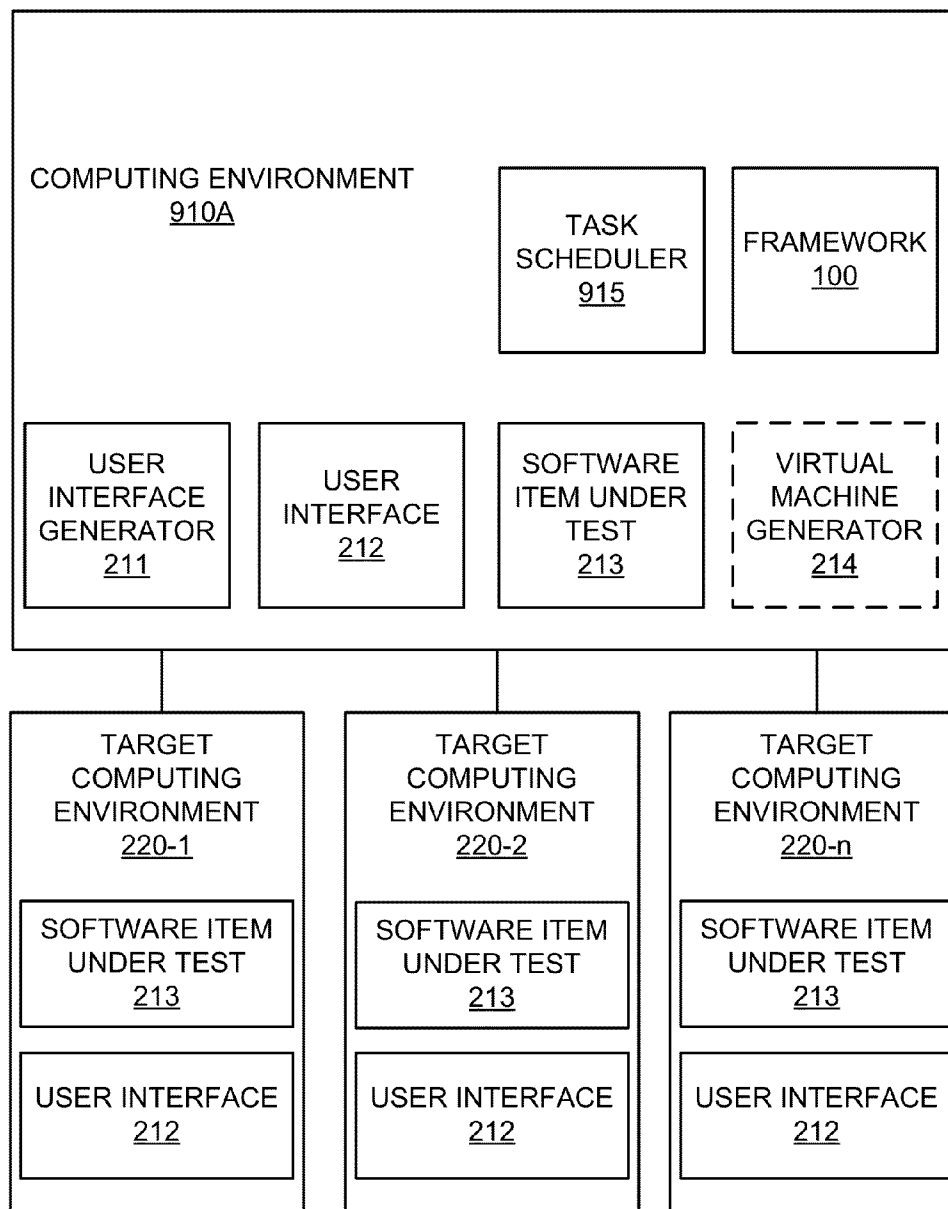 COMPUTING ENVIRONMENT
910A
TASK
SCHEDULER
915
FRAMEWORK
100
USER
INTERFACE
GENERATOR
211
USER
INTERFACE
212
SOFTWARE
ITEM UNDER
TEST
213
VIRTUAL
MACHINE
GENERATOR
214
TARGET
COMPUTING
ENVIRONMENT
220-1
SOFTWARE ITEM
UNDER TEST
213
USER INTERFACE
212
TARGET
COMPUTING
ENVIRONMENT
220-2
SOFTWARE ITEM
UNDER TEST
213
USER INTERFACE
212
TARGET
COMPUTING
ENVIRONMENT
220-n
SOFTWARE ITEM
UNDER TEST
213
USER INTERFACE
212